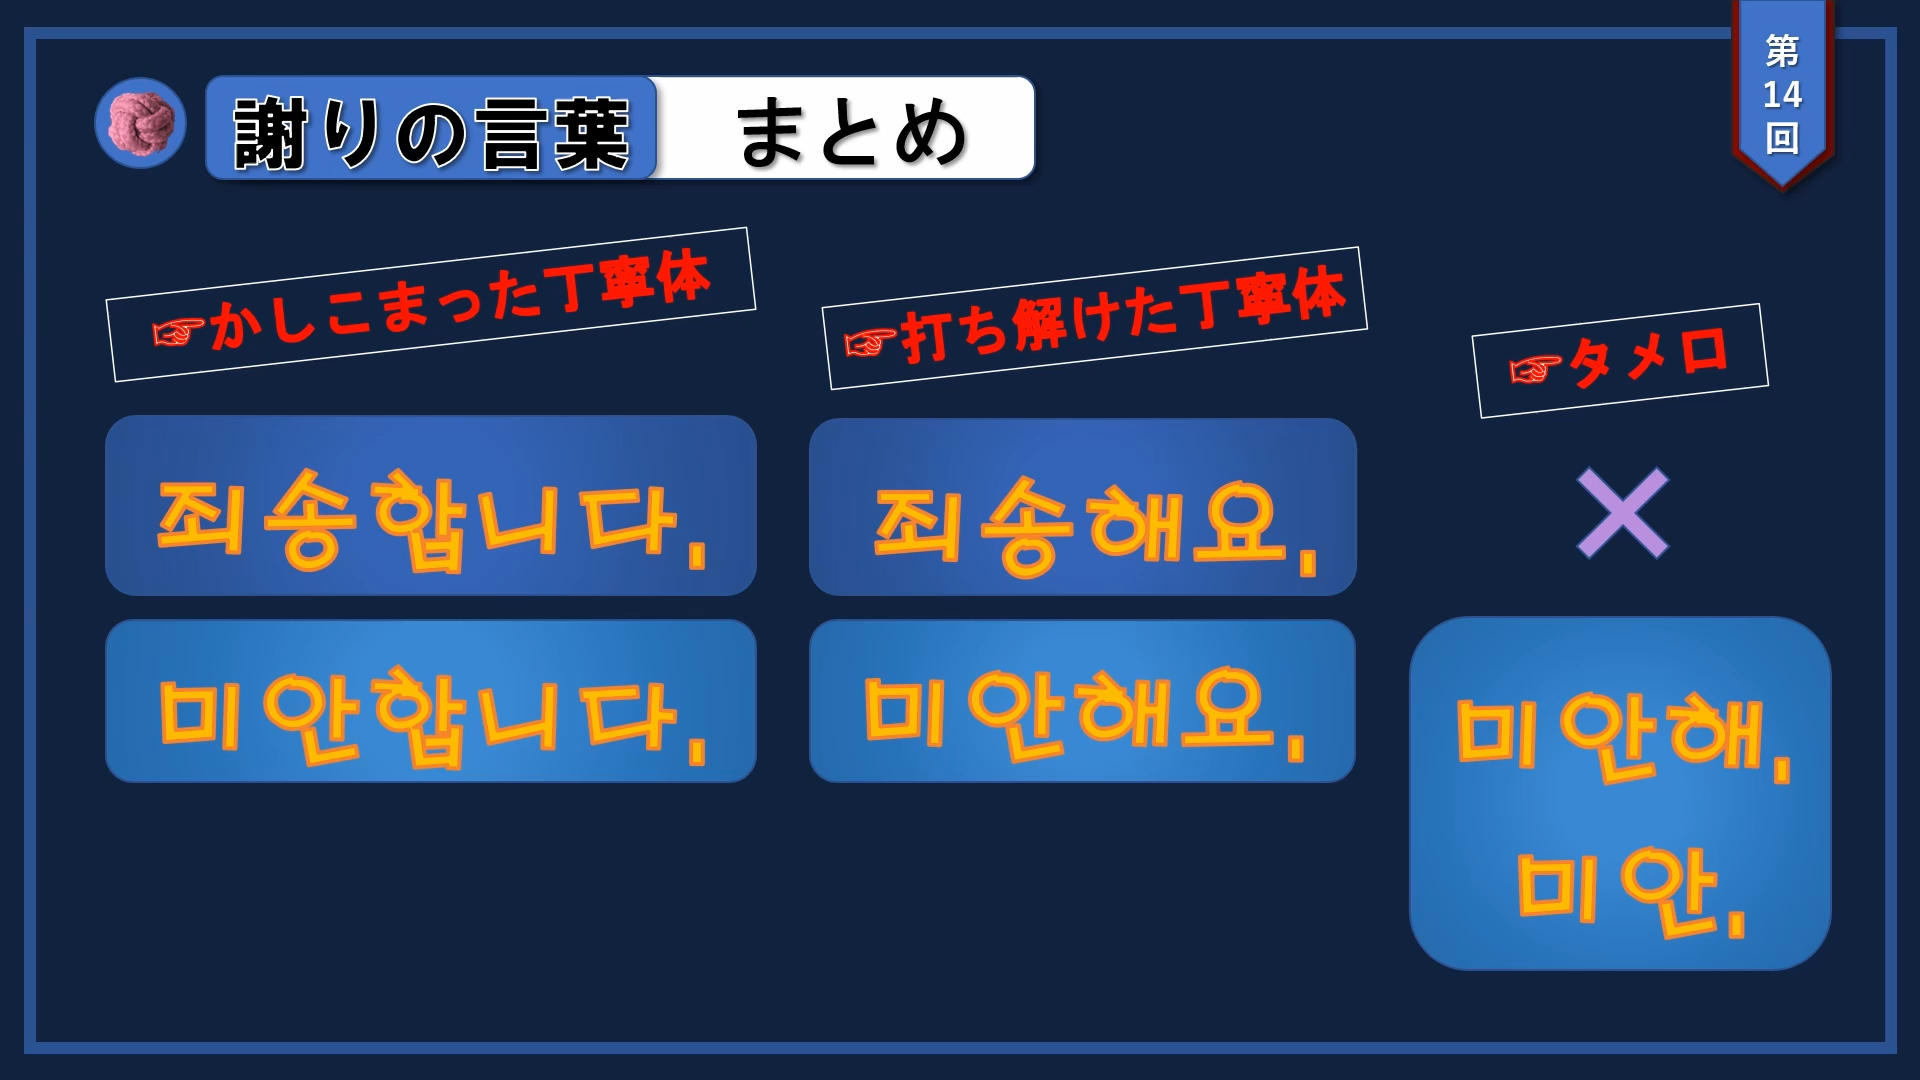 第
14
回
謝りの言葉 まとめ
☞かしこまった丁寧体
☞打ち解けた丁寧体
☞タメ口
죄송합니다.
죄송해요.
×
미안합니다.
미안해요.
미안해.
미안.